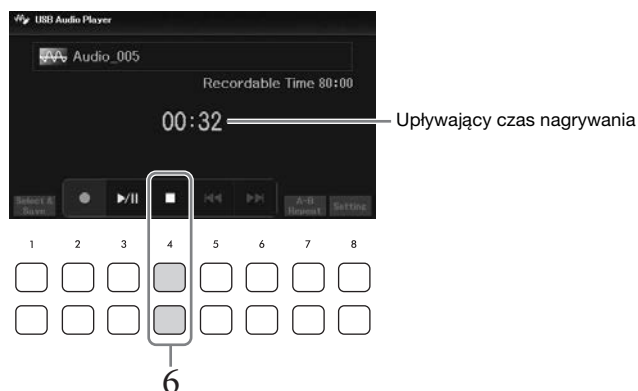 USB Audio Player
Audio_005
Recordable Time 80:00
00:32
Upływający czas nagrywania
Select & Save
A-B Repeat
Setting
1 2 3 4 5 6 7 8
6